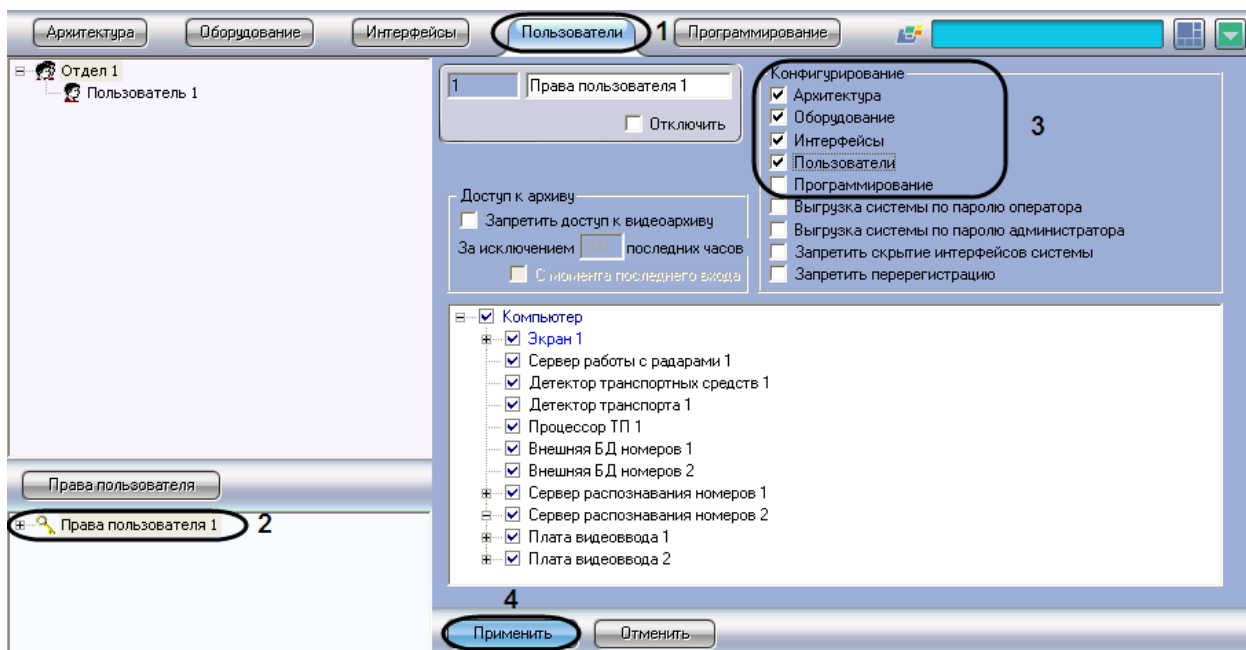 Архитектура
Оборудование
Интерфейсы
Пользователи
1
Программирование
Отдел 1
Пользователь 1
1
Права пользователя 1
Отключить
Конфигурирование
Архитектура
Оборудование
Интерфейсы
Пользователи
Программирование
3
Выгрузка системы по паролю оператора
Выгрузка системы по паролю администратора
Запретить скрытие интерфейсов системы
Запретить перерегистрацию
Доступ к архиву
Запретить доступ к видеоархиву
За исключением
последних часов
С момента последнего входа
Компьютер
Экран 1
Сервер работы с радарами 1
Детектор транспортных средств 1
Детектор транспорта 1
Процессор ТП 1
Внешняя БД номеров 1
Внешняя БД номеров 2
Сервер распознавания номеров 1
Сервер распознавания номеров 2
Плата видеоввода 1
Плата видеоввода 2
Права пользователя
Права пользователя 1
2
4
Применить
Отменить